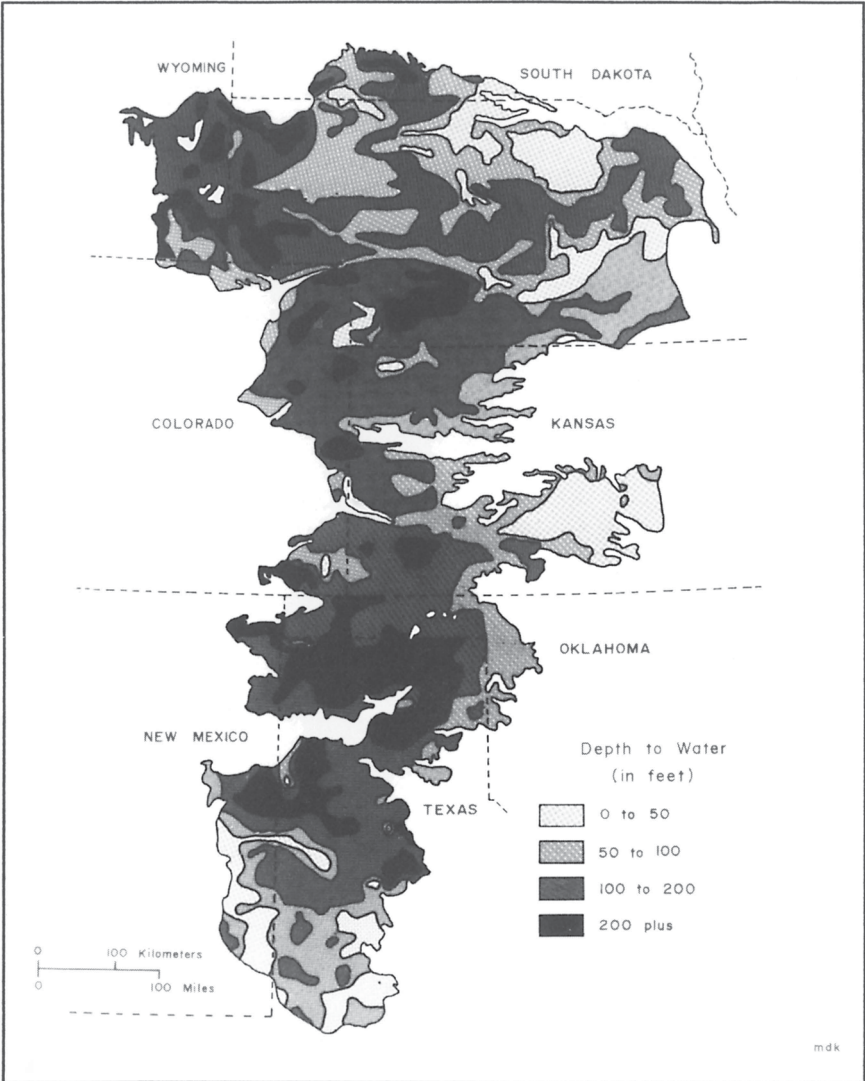 WYOMING
SOUTH DAKOTA
COLORADO
KANSAS
OKLAHOMA
NEW MEXICO
TEXAS
Depth to Water
(in feet)
0 to 50
50 to 100
100 to 200
200 plus
0 100 Kilometers
0 100 Miles
mdk